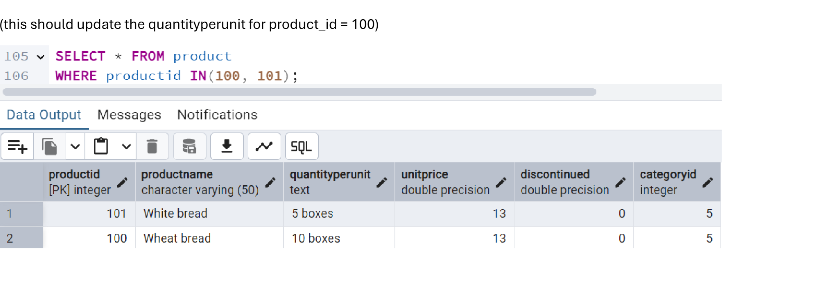 (this should update the quantityperunit for product_id = 100)
105 SELECT * FROM product
106 WHERE productid IN(100, 101);
Data Output Messages Notifications
SQL
productid productname quantityperunit unitprice discontinued categoryid
[PK] integer character varying (50) text double precision double precision integer
1 101 White bread 5 boxes 13 0 5
2 100 Wheat bread 10 boxes 13 0 5